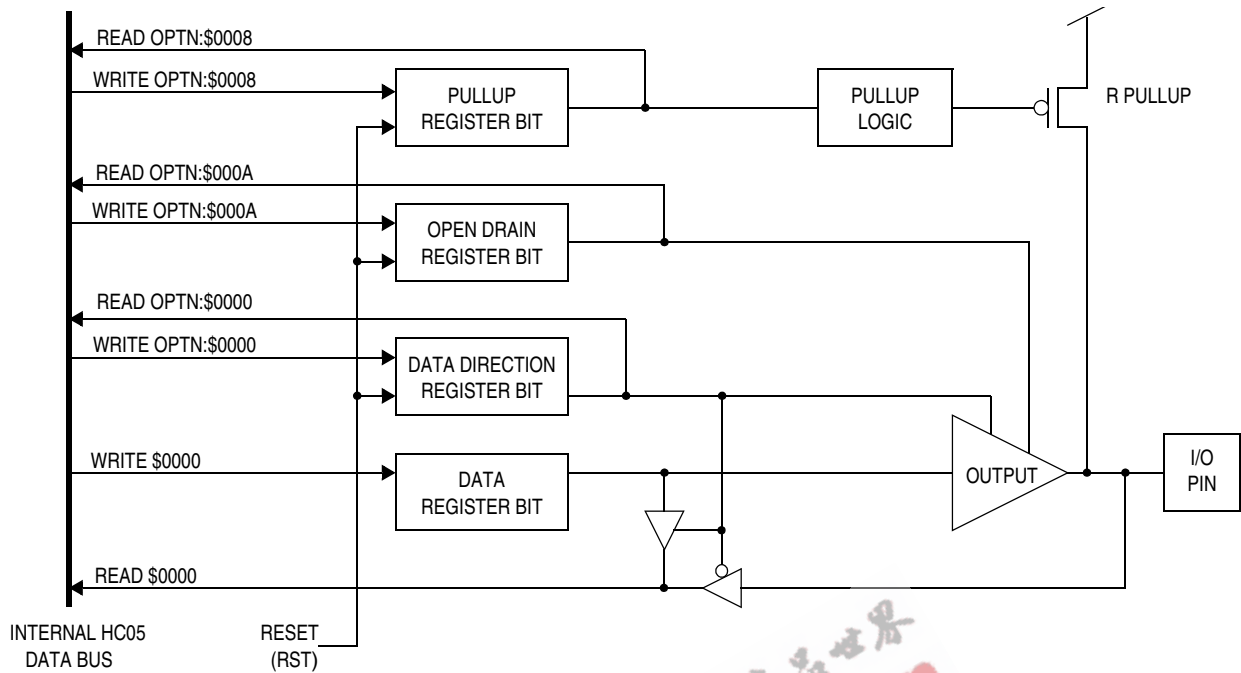 READ OPTN:$0008
WRITE OPTN:$0008
PULLUP
REGISTER BIT
PULLUP
LOGIC
R PULLUP
READ OPTN:$000A
WRITE OPTN:$000A
OPEN DRAIN
REGISTER BIT
READ OPTN:$0000
WRITE OPTN:$0000
DATA DIRECTION
REGISTER BIT
WRITE $0000
DATA
REGISTER BIT
OUTPUT
I/O
PIN
READ $0000
INTERNAL HC05
DATA BUS
RESET
(RST)